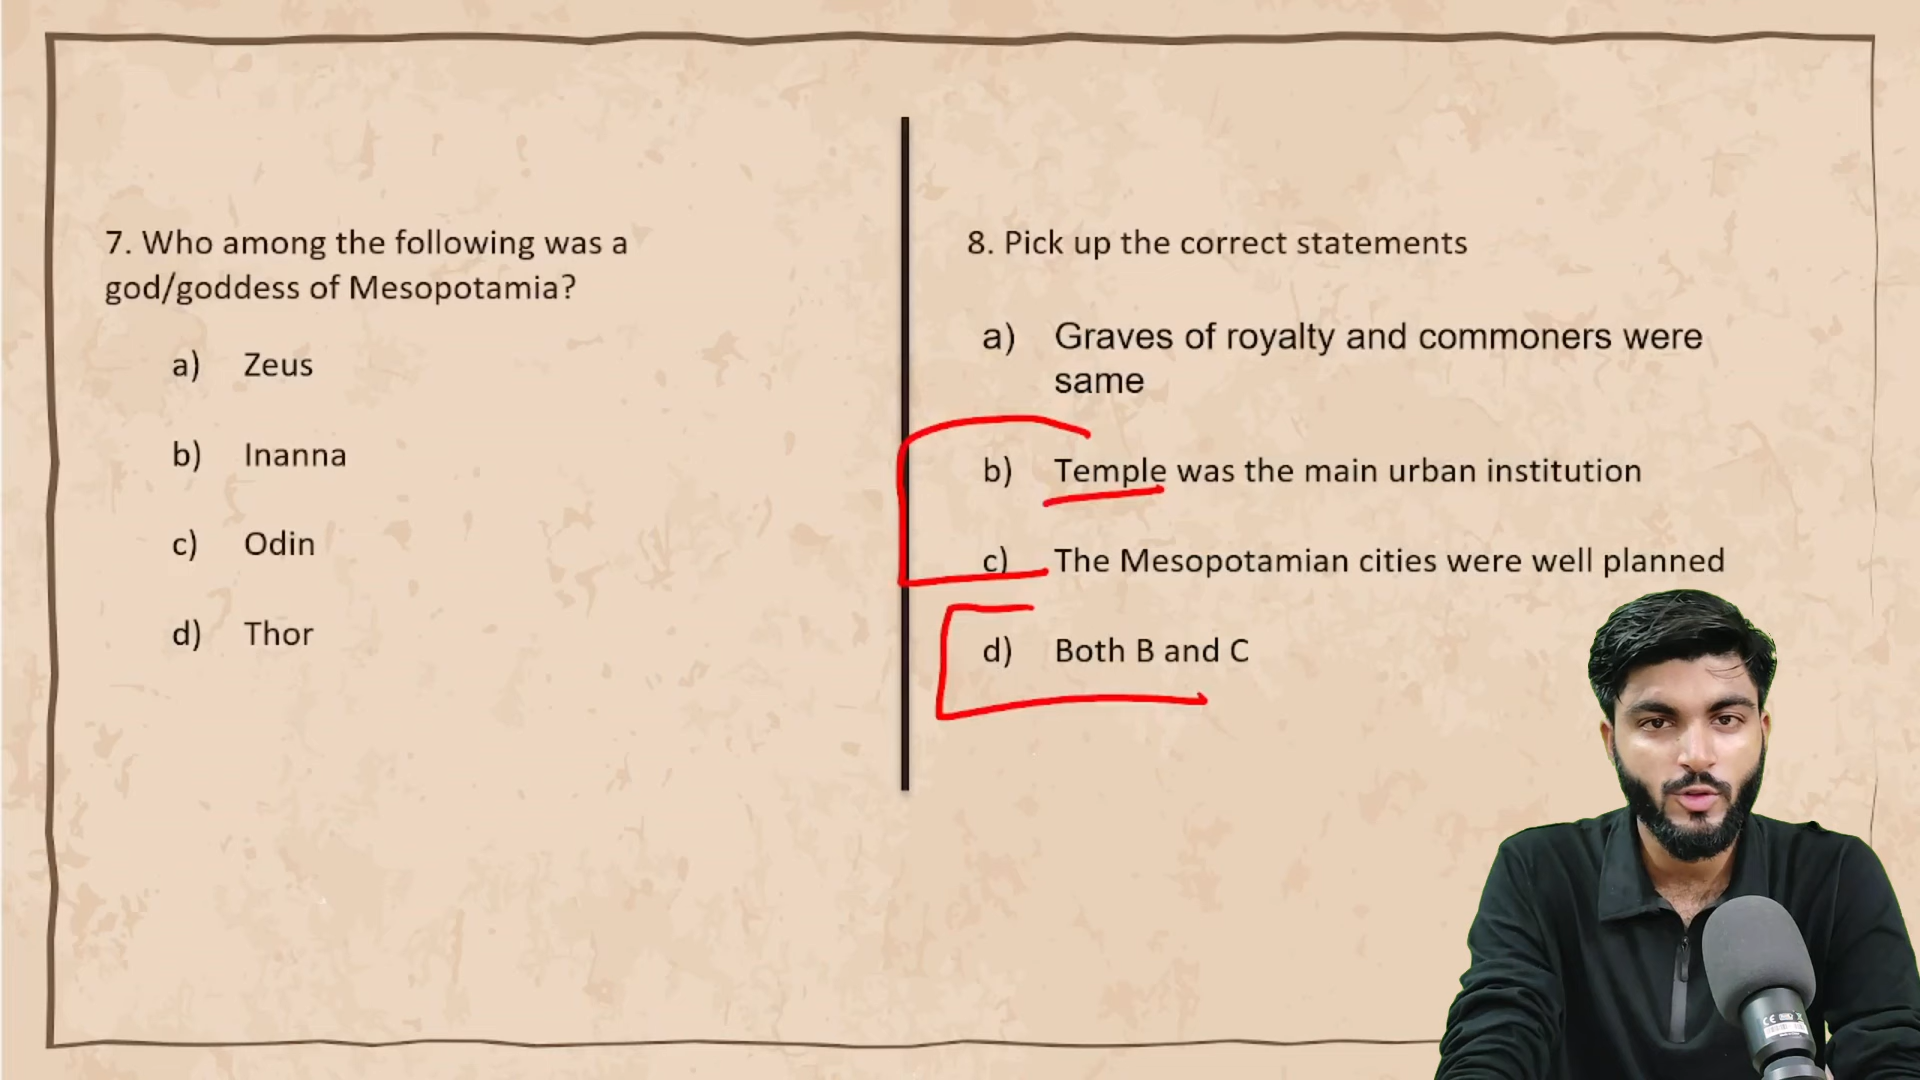 7. Who among the following was a
god/goddess of Mesopotamia?
a) Zeus
b) Inanna
c) Odin
d) Thor
8. Pick up the correct statements
a) Graves of royalty and commoners were
same
b) Temple was the main urban institution
c) The Mesopotamian cities were well planned
d) Both B and C